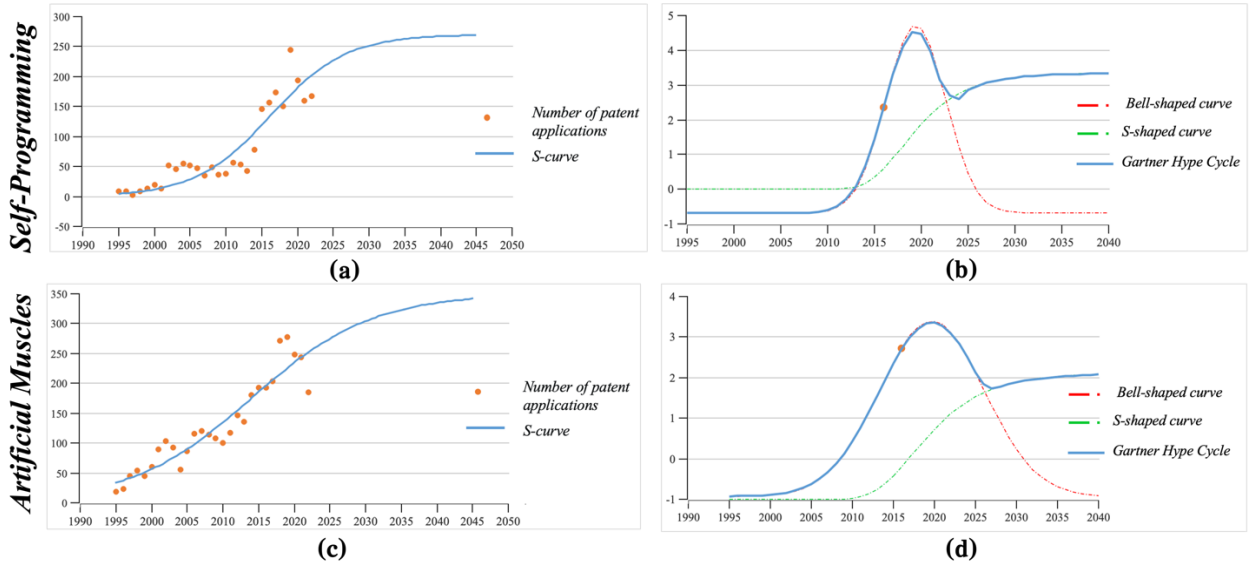 Self-Programming
300
250
200
150
100
50
0
-50
1990 1995 2000 2005 2010 2015 2020 2025 2030 2035 2040 2045 2050
Number of patent
applications
S-curve
(a)
5
4
3
2
1
0
-1
1995 2000 2005 2010 2015 2020 2025 2030 2035 2040
Bell-shaped curve
S-shaped curve
Gartner Hype Cycle
(b)
Artificial Muscles
350
300
250
200
150
100
50
0
1990 1995 2000 2005 2010 2015 2020 2025 2030 2035 2040 2045 2050
Number of patent
applications
S-curve
(c)
4
3
2
1
0
-1
1990 1995 2000 2005 2010 2015 2020 2025 2030 2035 2040
Bell-shaped curve
S-shaped curve
Gartner Hype Cycle
(d)